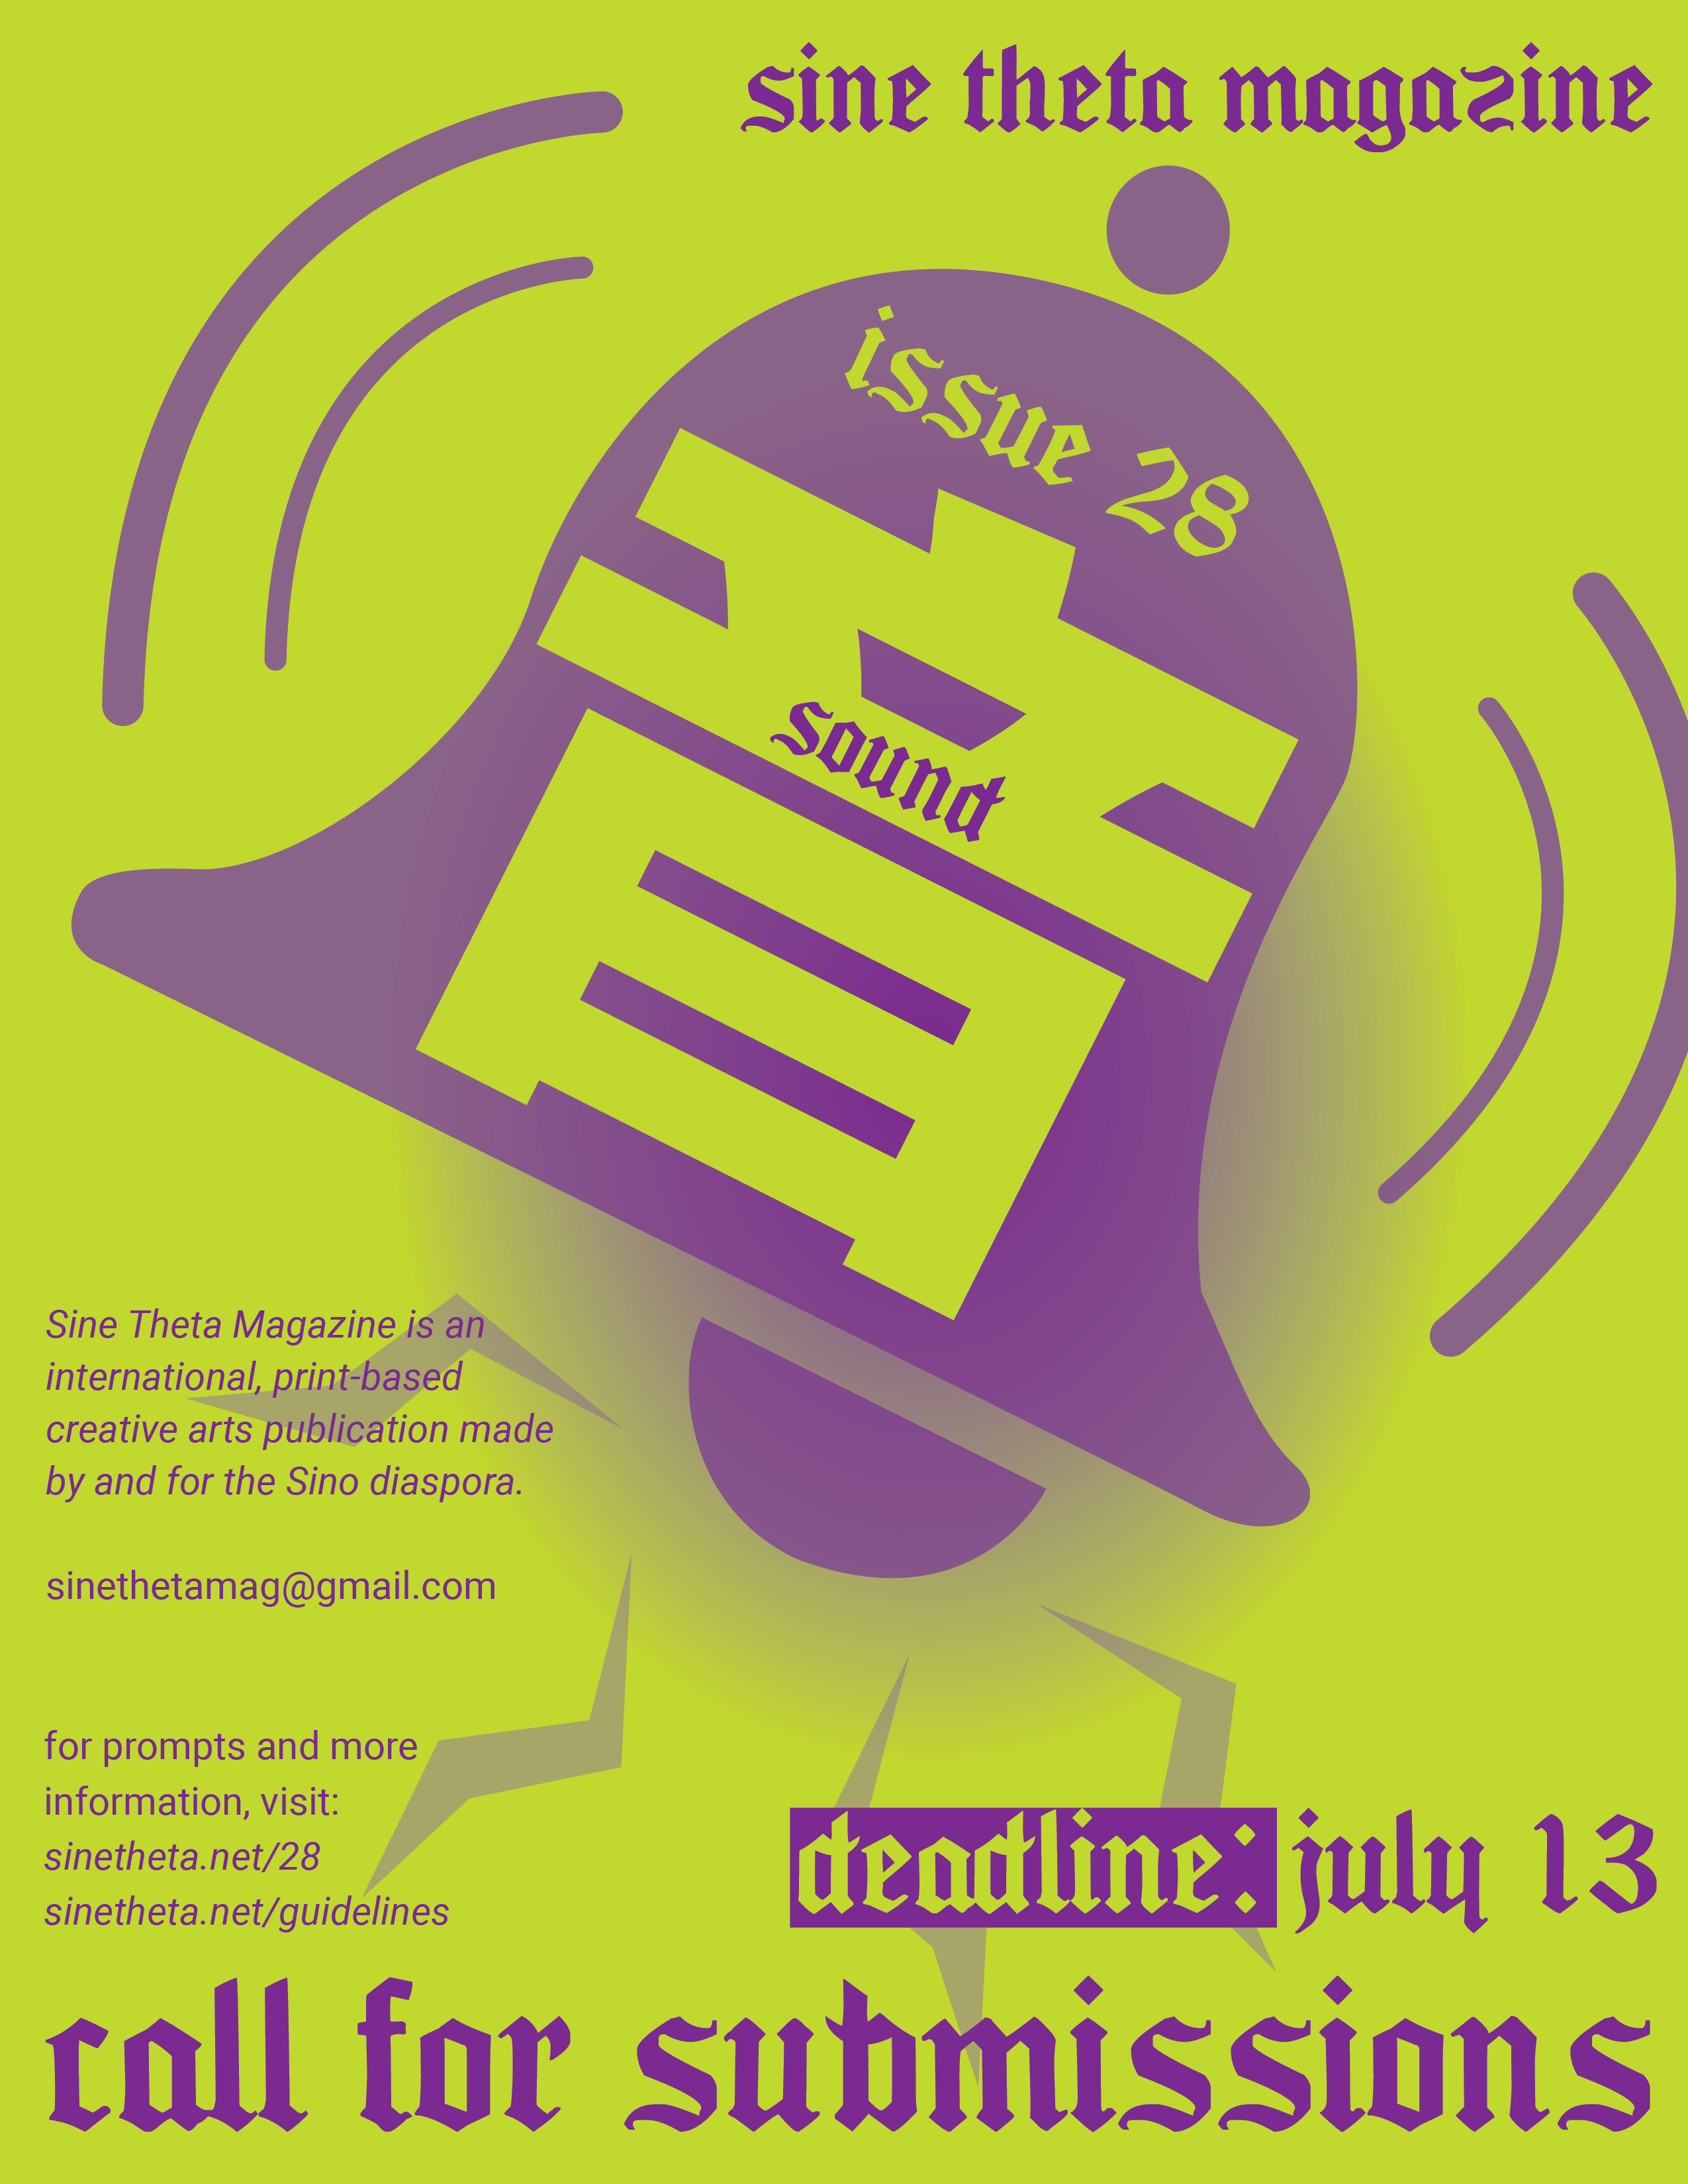 sine theta magazine
issue 28
音
sound
Sine Theta Magazine is an
international, print-based
creative arts publication made
by and for the Sino diaspora.
sinethetamag@gmail.com
for prompts and more
information, visit:
sinetheta.net/28
sinetheta.net/guidelines
deadline: july 13
call for submissions